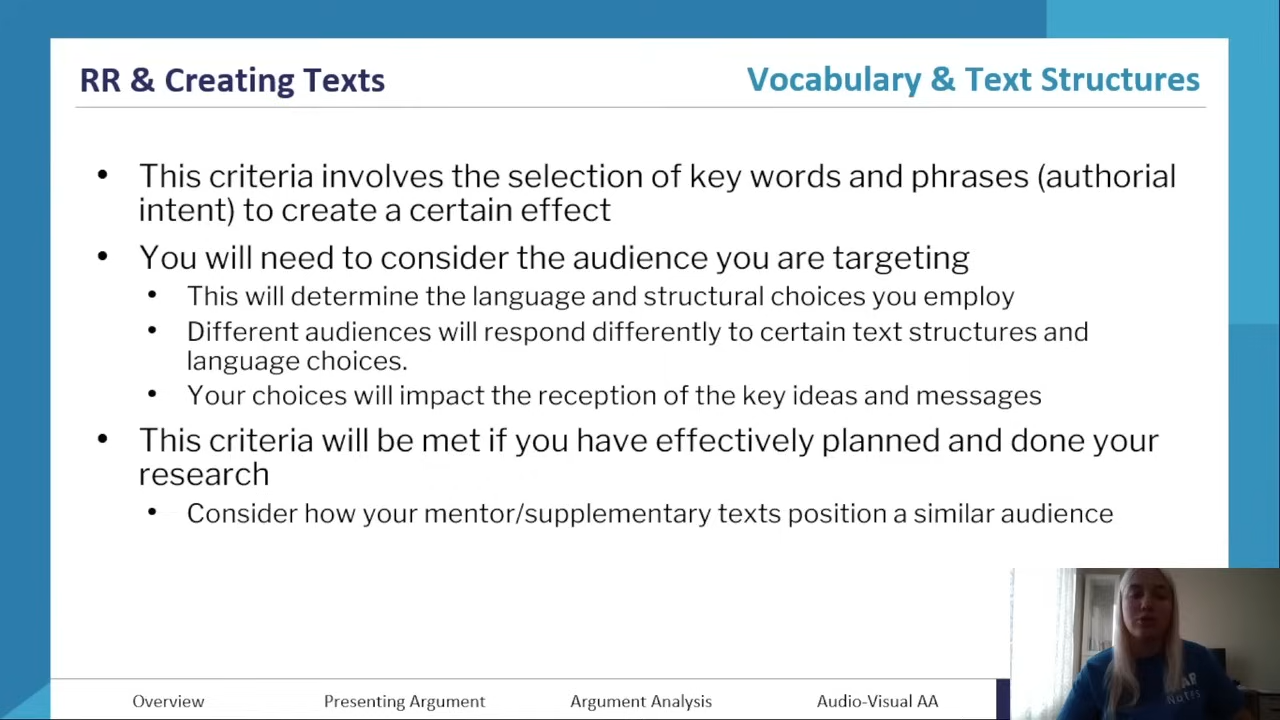 RR & Creating Texts
Vocabulary & Text Structures
• This criteria involves the selection of key words and phrases (authorial
intent) to create a certain effect
• You will need to consider the audience you are targeting
• This will determine the language and structural choices you employ
• Different audiences will respond differently to certain text structures and
language choices.
• Your choices will impact the reception of the key ideas and messages
• This criteria will be met if you have effectively planned and done your
research
• Consider how your mentor/supplementary texts position a similar audience
Overview
Presenting Argument
Argument Analysis
Audio-Visual AA